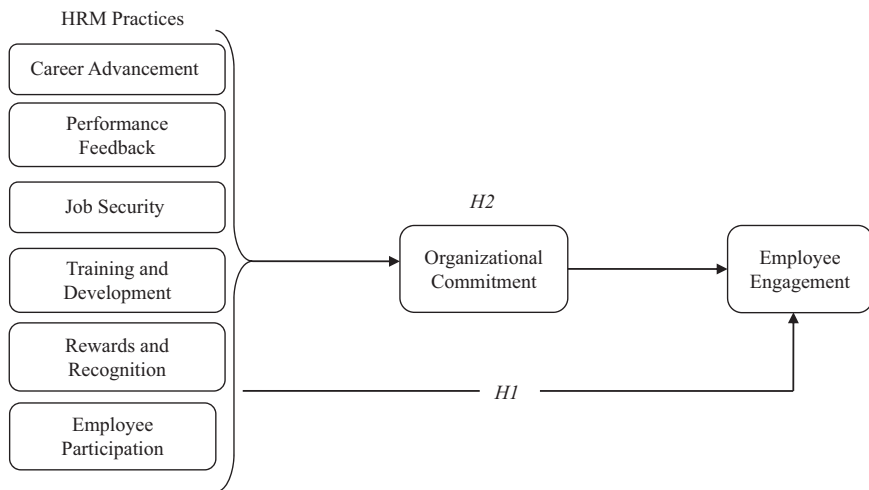 HRM Practices
Career Advancement
Performance
Feedback
Job Security
Training and
Development
Rewards and
Recognition
Employee
Participation
H2
Organizational
Commitment
Employee
Engagement
H1